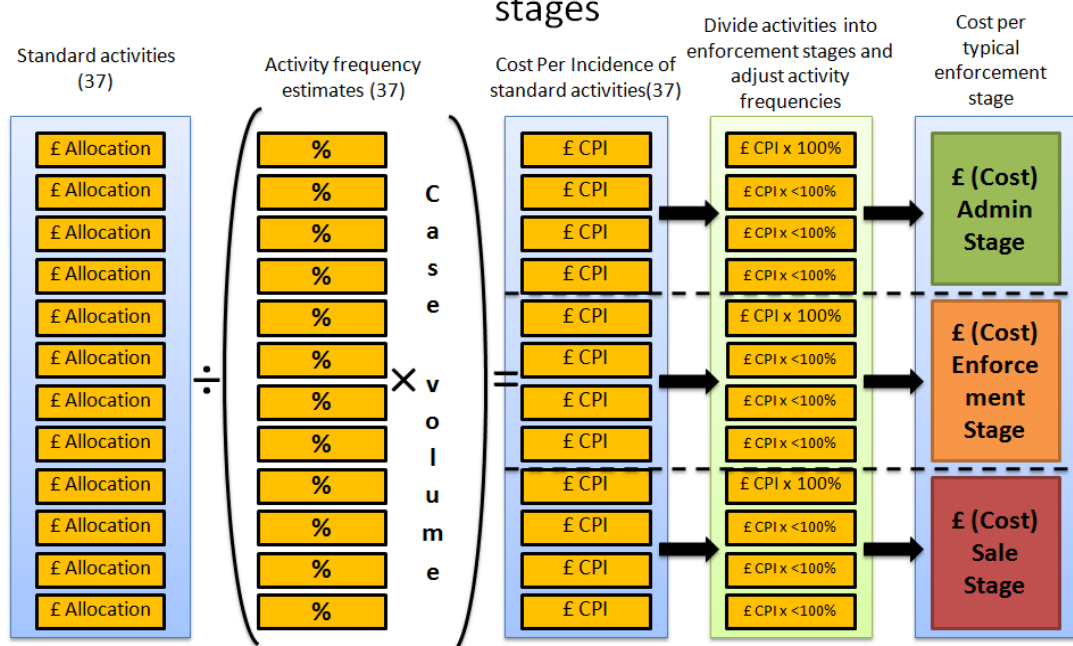 stages
Standard activities
(37)
Activity frequency
estimates (37)
Cost Per Incidence of
standard activities(37)
Divide activities into
enforcement stages and
adjust activity
frequencies
Cost per
typical
enforcement
stage
£ Allocation
£ Allocation
£ Allocation
£ Allocation
£ Allocation
£ Allocation
£ Allocation
£ Allocation
£ Allocation
£ Allocation
£ Allocation
£ Allocation
÷
(
%
%
%
%
%
%
%
%
%
%
%
%
×
C
a
s
e
v
o
l
u
m
e
)
=
£ CPI
£ CPI
£ CPI
£ CPI
£ CPI
£ CPI
£ CPI
£ CPI
£ CPI
£ CPI
£ CPI
£ CPI
£ CPI x 100%
£ CPI x <100%
£ CPI x <100%
£ CPI x <100%
£ CPI x 100%
£ CPI x <100%
£ CPI x <100%
£ CPI x <100%
£ CPI x 100%
£ CPI x <100%
£ CPI x <100%
£ CPI x <100%
£ (Cost)
Admin
Stage
£ (Cost)
Enforce
ment
Stage
£ (Cost)
Sale
Stage